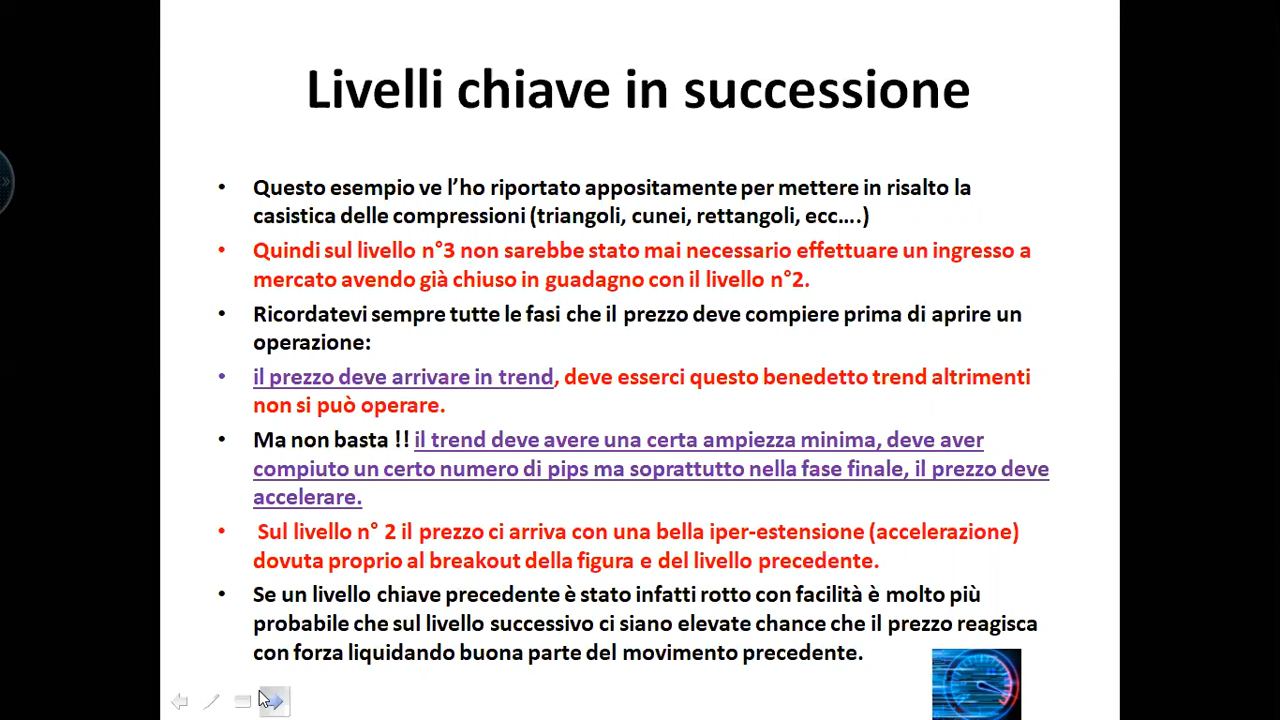 Livelli chiave in successione
• Questo esempio ve l’ho riportato appositamente per mettere in risalto la
casistica delle compressioni (triangoli, cunei, rettangoli, ecc….)
• Quindi sul livello n°3 non sarebbe stato mai necessario effettuare un ingresso a
mercato avendo già chiuso in guadagno con il livello n°2.
• Ricordatevi sempre tutte le fasi che il prezzo deve compiere prima di aprire un
operazione:
• il prezzo deve arrivare in trend, deve esserci questo benedetto trend altrimenti
non si può operare.
• Ma non basta !! il trend deve avere una certa ampiezza minima, deve aver
compiuto un certo numero di pips ma soprattutto nella fase finale, il prezzo deve
accelerare.
• Sul livello n° 2 il prezzo ci arriva con una bella iper-estensione (accelerazione)
dovuta proprio al breakout della figura e del livello precedente.
• Se un livello chiave precedente è stato infatti rotto con facilità è molto più
probabile che sul livello successivo ci siano elevate chance che il prezzo reagisca
con forza liquidando buona parte del movimento precedente.